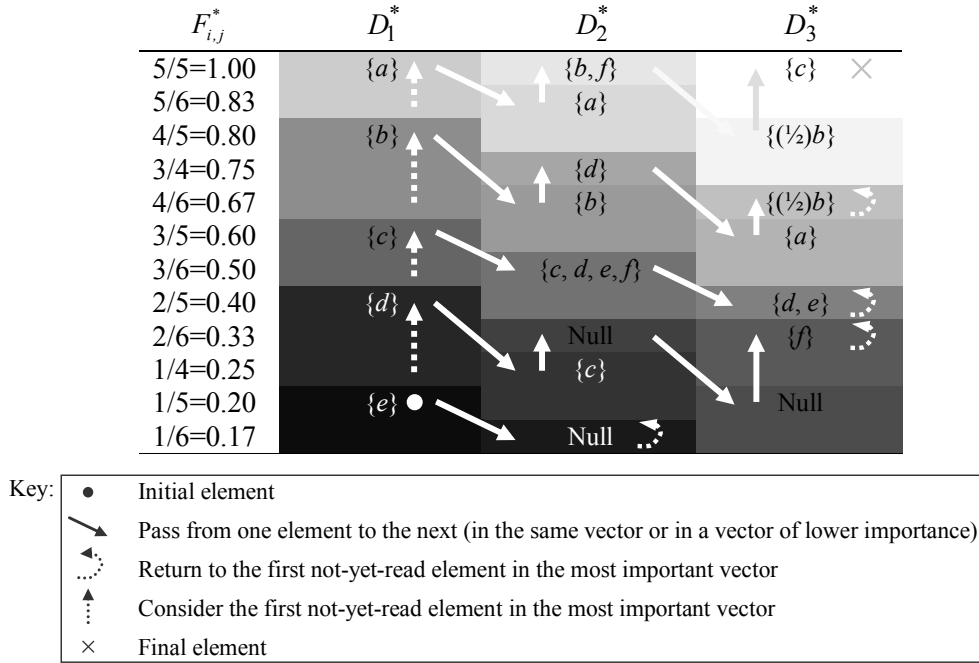 F*i,j D*1 D*2 D*3
5/5=1.00 {a} {b, f} {c} ×
5/6=0.83 {a}
4/5=0.80 {b} {(½)b}
3/4=0.75 {d}
4/6=0.67 {b} {(½)b}
3/5=0.60 {c} {a}
3/6=0.50 {c, d, e, f}
2/5=0.40 {d} {d, e}
2/6=0.33 Null {f}
1/4=0.25 {c}
1/5=0.20 {e} Null
1/6=0.17 Null
Key:
Initial element
Pass from one element to the next (in the same vector or in a vector of lower importance)
Return to the first not-yet-read element in the most important vector
Consider the first not-yet-read element in the most important vector
× Final element